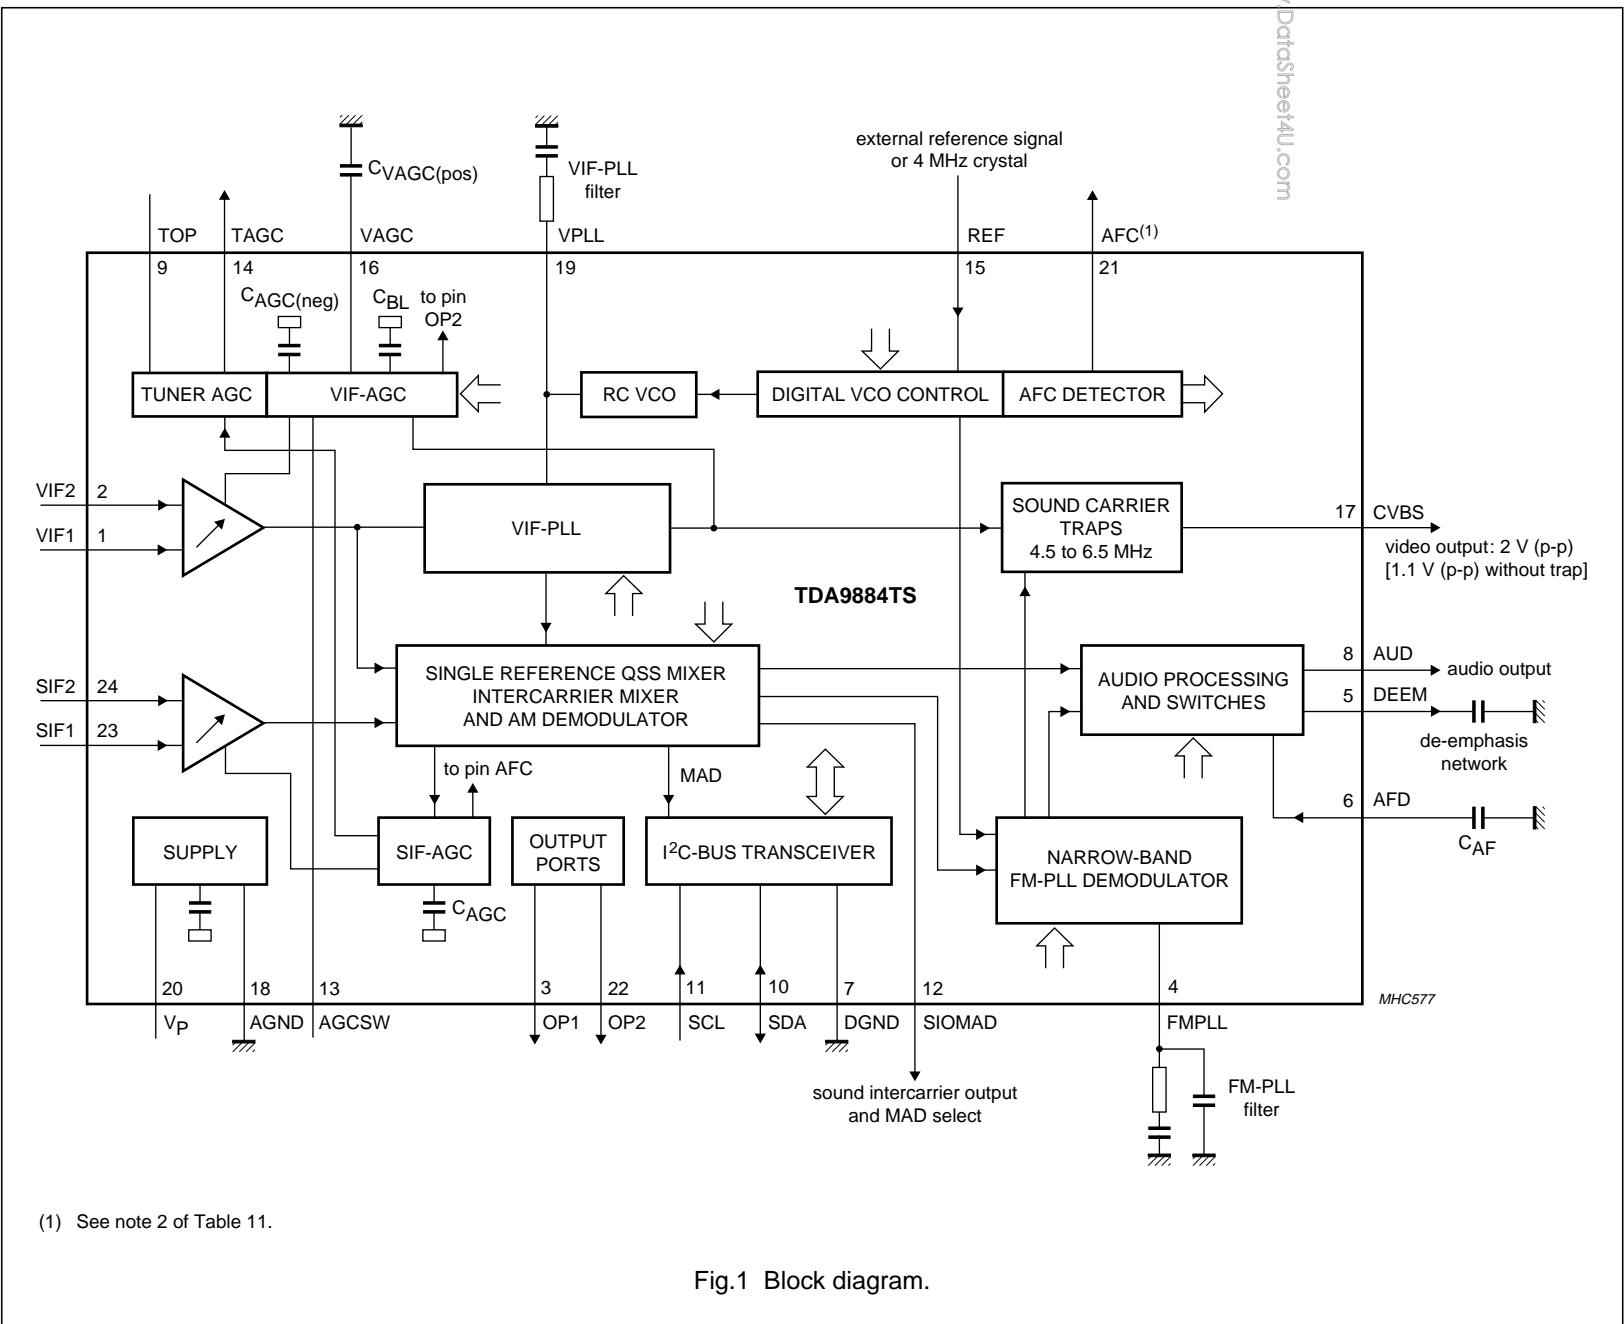 .DataSheet4U.com
external reference signal
or 4 MHz crystal
CVAGC(pos)
VIF-PLL
filter
TOP
TAGC
VAGC
VPLL
REF
AFC(1)
9
14
16
19
15
21
CAGC(neg)
CBL
to pin
OP2
TUNER AGC
VIF-AGC
RC VCO
DIGITAL VCO CONTROL
AFC DETECTOR
VIF2
2
VIF1
1
VIF-PLL
SOUND CARRIER
TRAPS
4.5 to 6.5 MHz
17
CVBS
video output: 2 V (p-p)
[1.1 V (p-p) without trap]
TDA9884TS
SIF2
24
SIF1
23
SINGLE REFERENCE QSS MIXER
INTERCARRIER MIXER
AND AM DEMODULATOR
AUDIO PROCESSING
AND SWITCHES
8
AUD
audio output
5
DEEM
de-emphasis
network
6
AFD
CAF
to pin AFC
MAD
SUPPLY
SIF-AGC
OUTPUT
PORTS
I2C-BUS TRANSCEIVER
NARROW-BAND
FM-PLL DEMODULATOR
CAGC
20
18
13
3
22
11
10
7
12
4
VP
AGND
AGCSW
OP1
OP2
SCL
SDA
DGND
SIOMAD
FMPLL
MHC577
sound intercarrier output
and MAD select
FM-PLL
filter
(1) See note 2 of Table 11.
Fig.1 Block diagram.